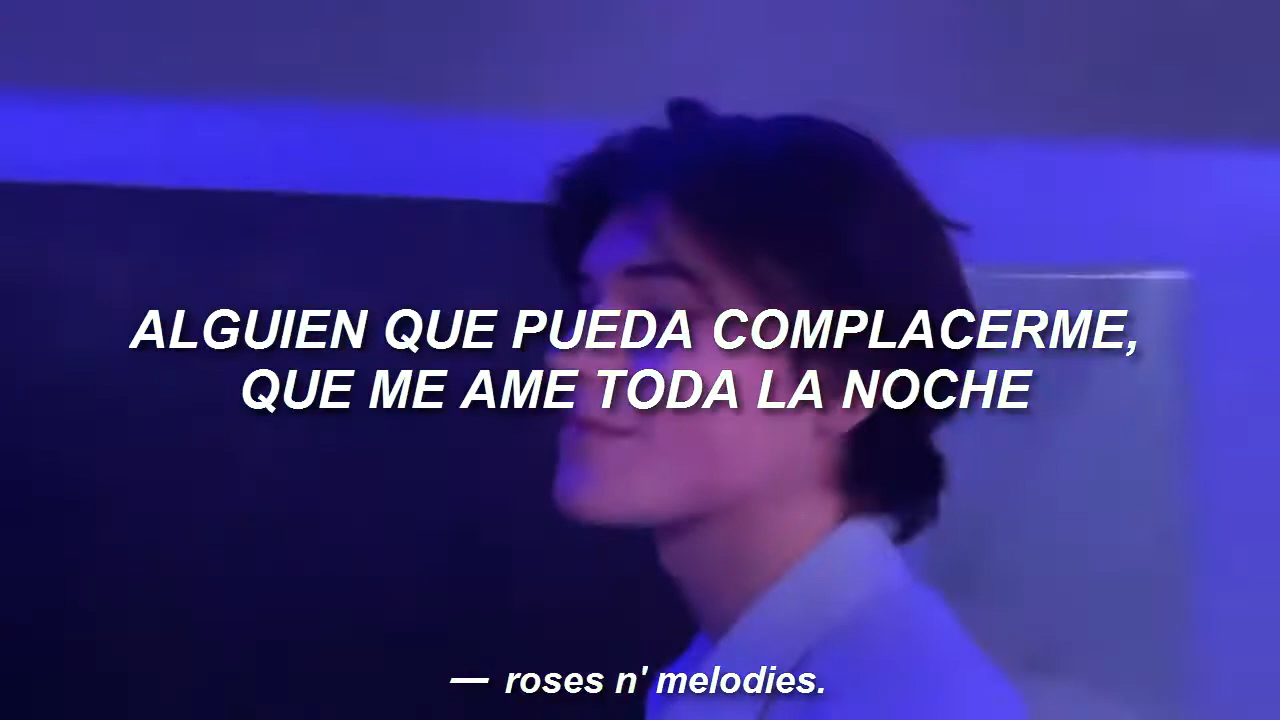 ALGUIEN QUE PUEDA COMPLACERME,
QUE ME AME TODA LA NOCHE
— roses n' melodies.